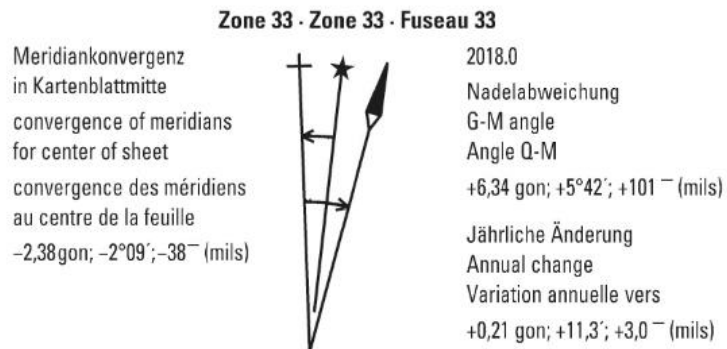 Zone 33 · Zone 33 · Fuseau 33
Meridiankonvergenz
in Kartenblattmitte
convergence of meridians
for center of sheet
convergence des méridiens
au centre de la feuille
−2,38gon; −2°09´;−38¯ (mils)
2018.0
Nadelabweichung
G-M angle
Angle Q-M
+6,34 gon; +5°42´; +101 ¯ (mils)
Jährliche Änderung
Annual change
Variation annuelle vers
+0,21 gon; +11,3´; +3,0 ¯ (mils)